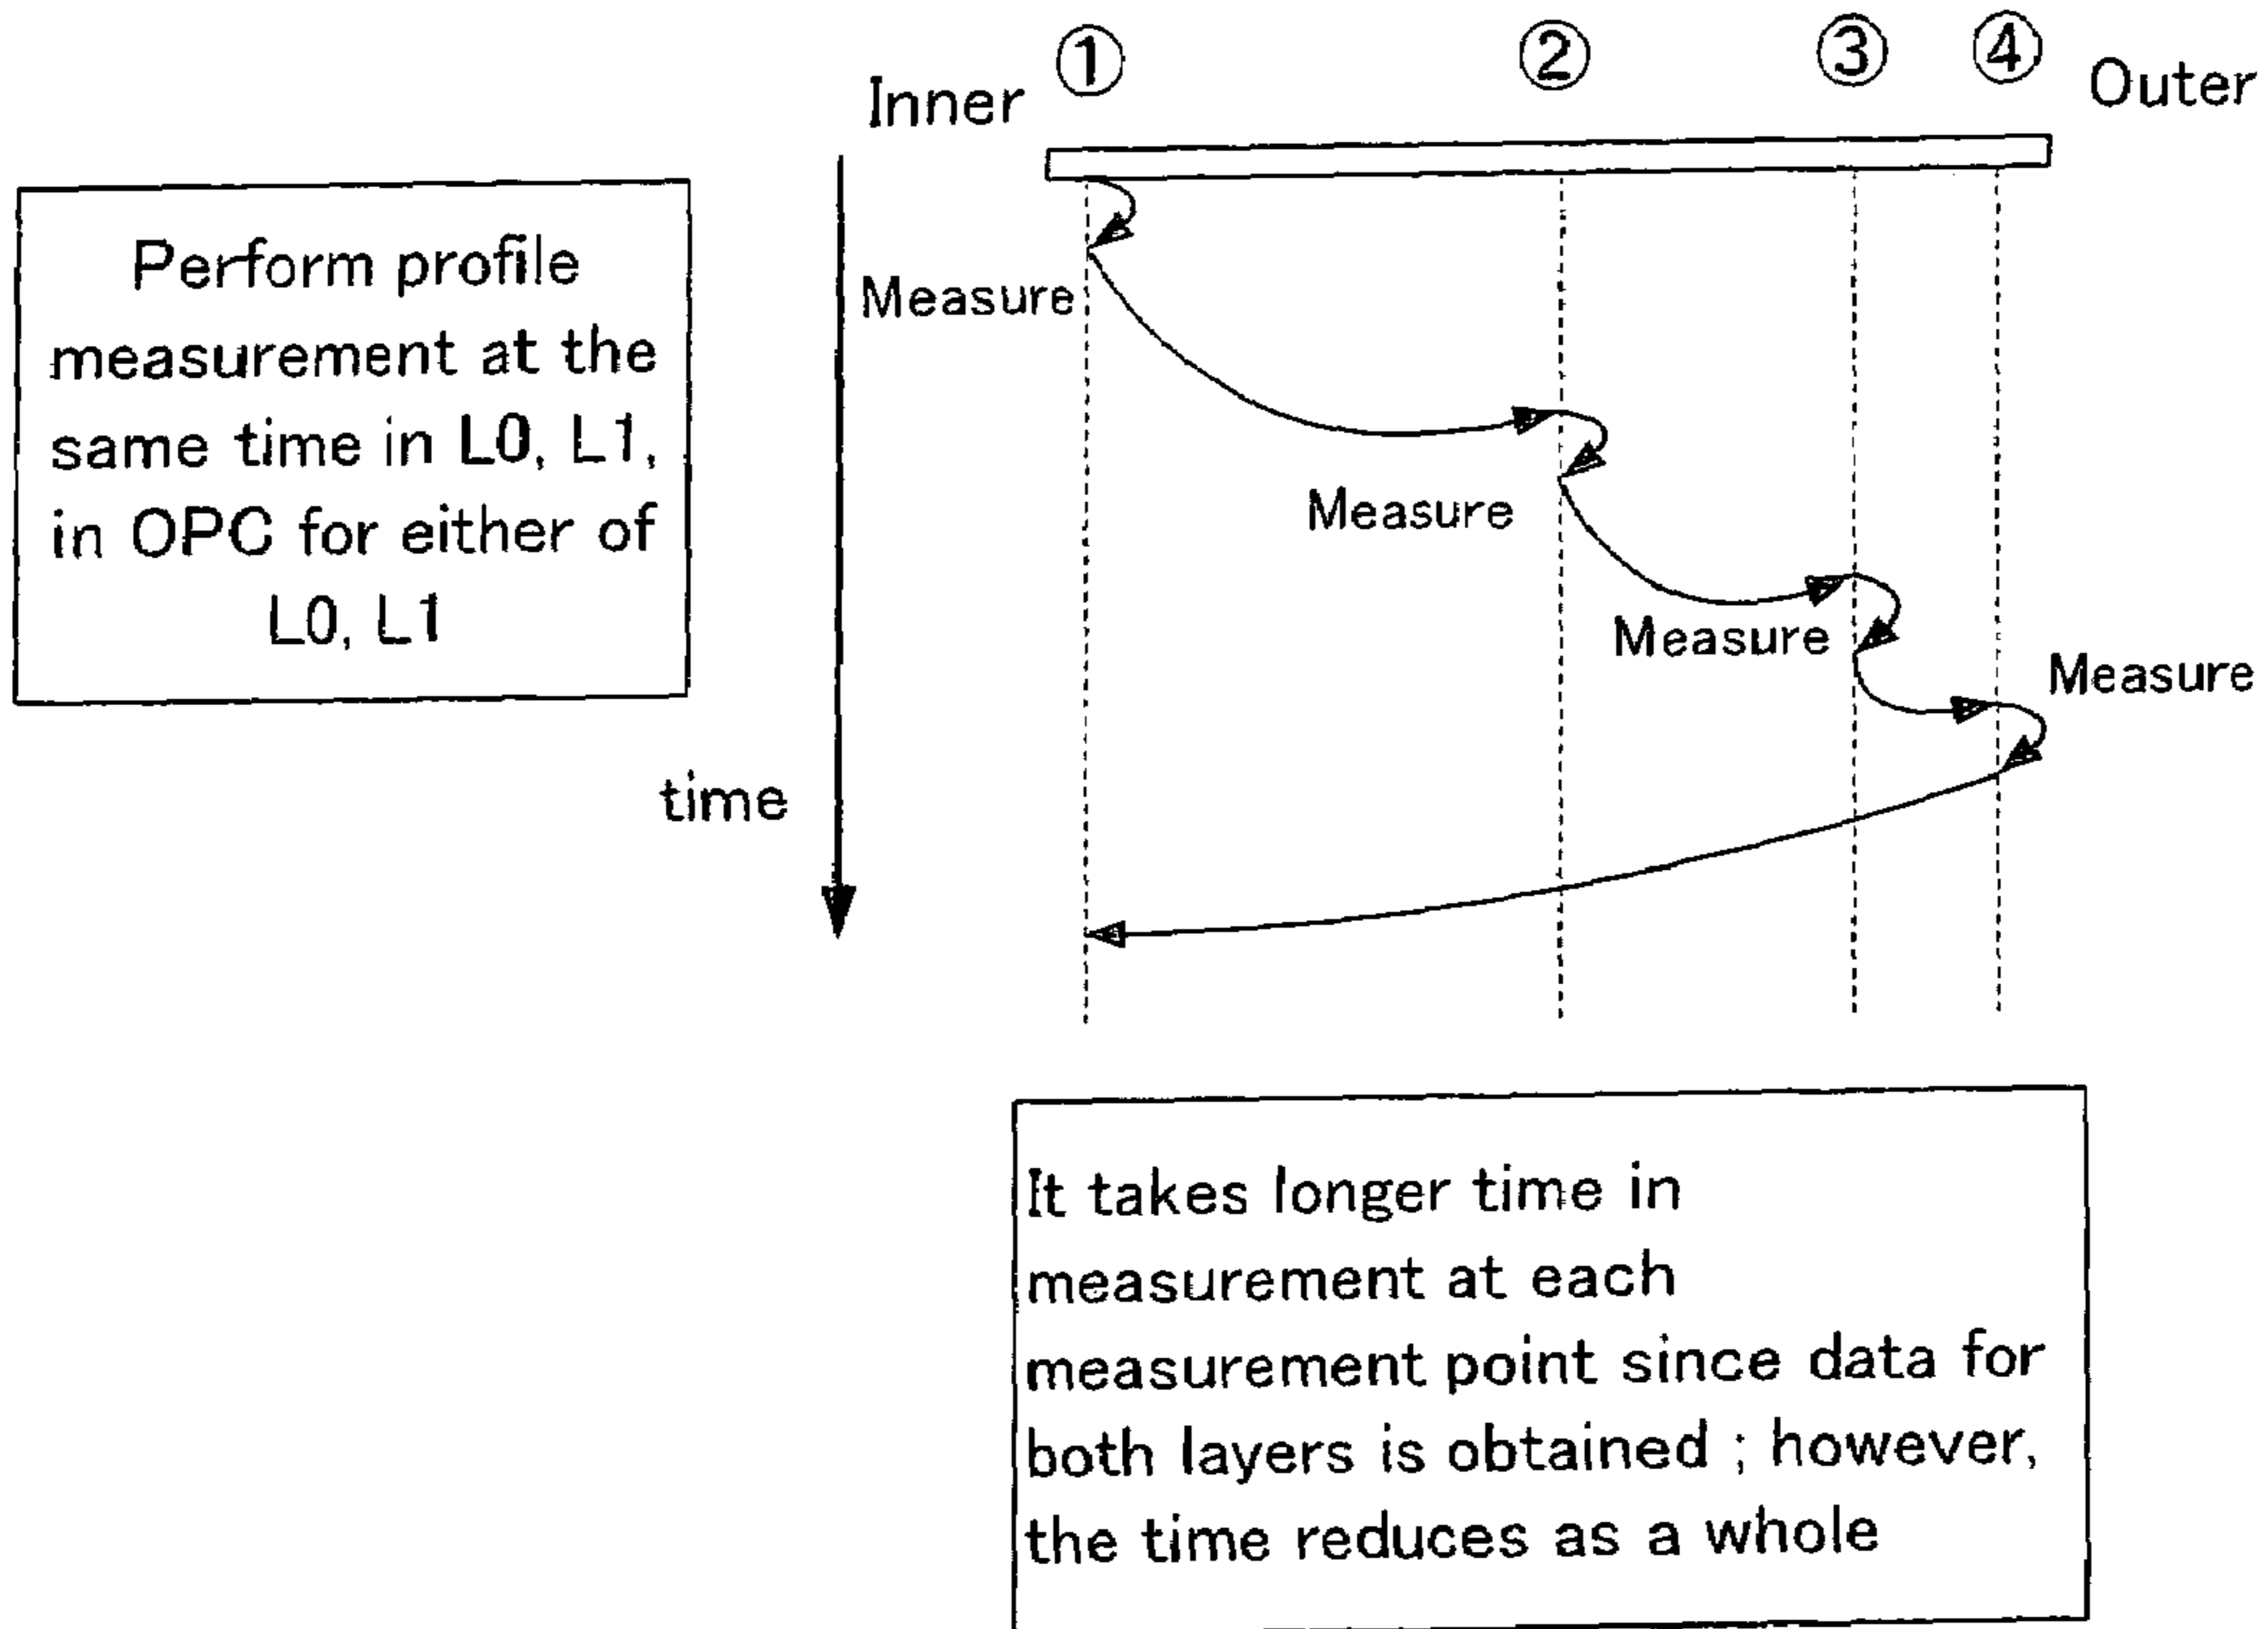 Inner ① ② ③ ④ Outer
Perform profile
measurement at the
same time in L0, L1,
in OPC for either of
L0, L1
Measure
Measure
Measure
Measure
time
It takes longer time in
measurement at each
measurement point since data for
both layers is obtained ; however,
the time reduces as a whole